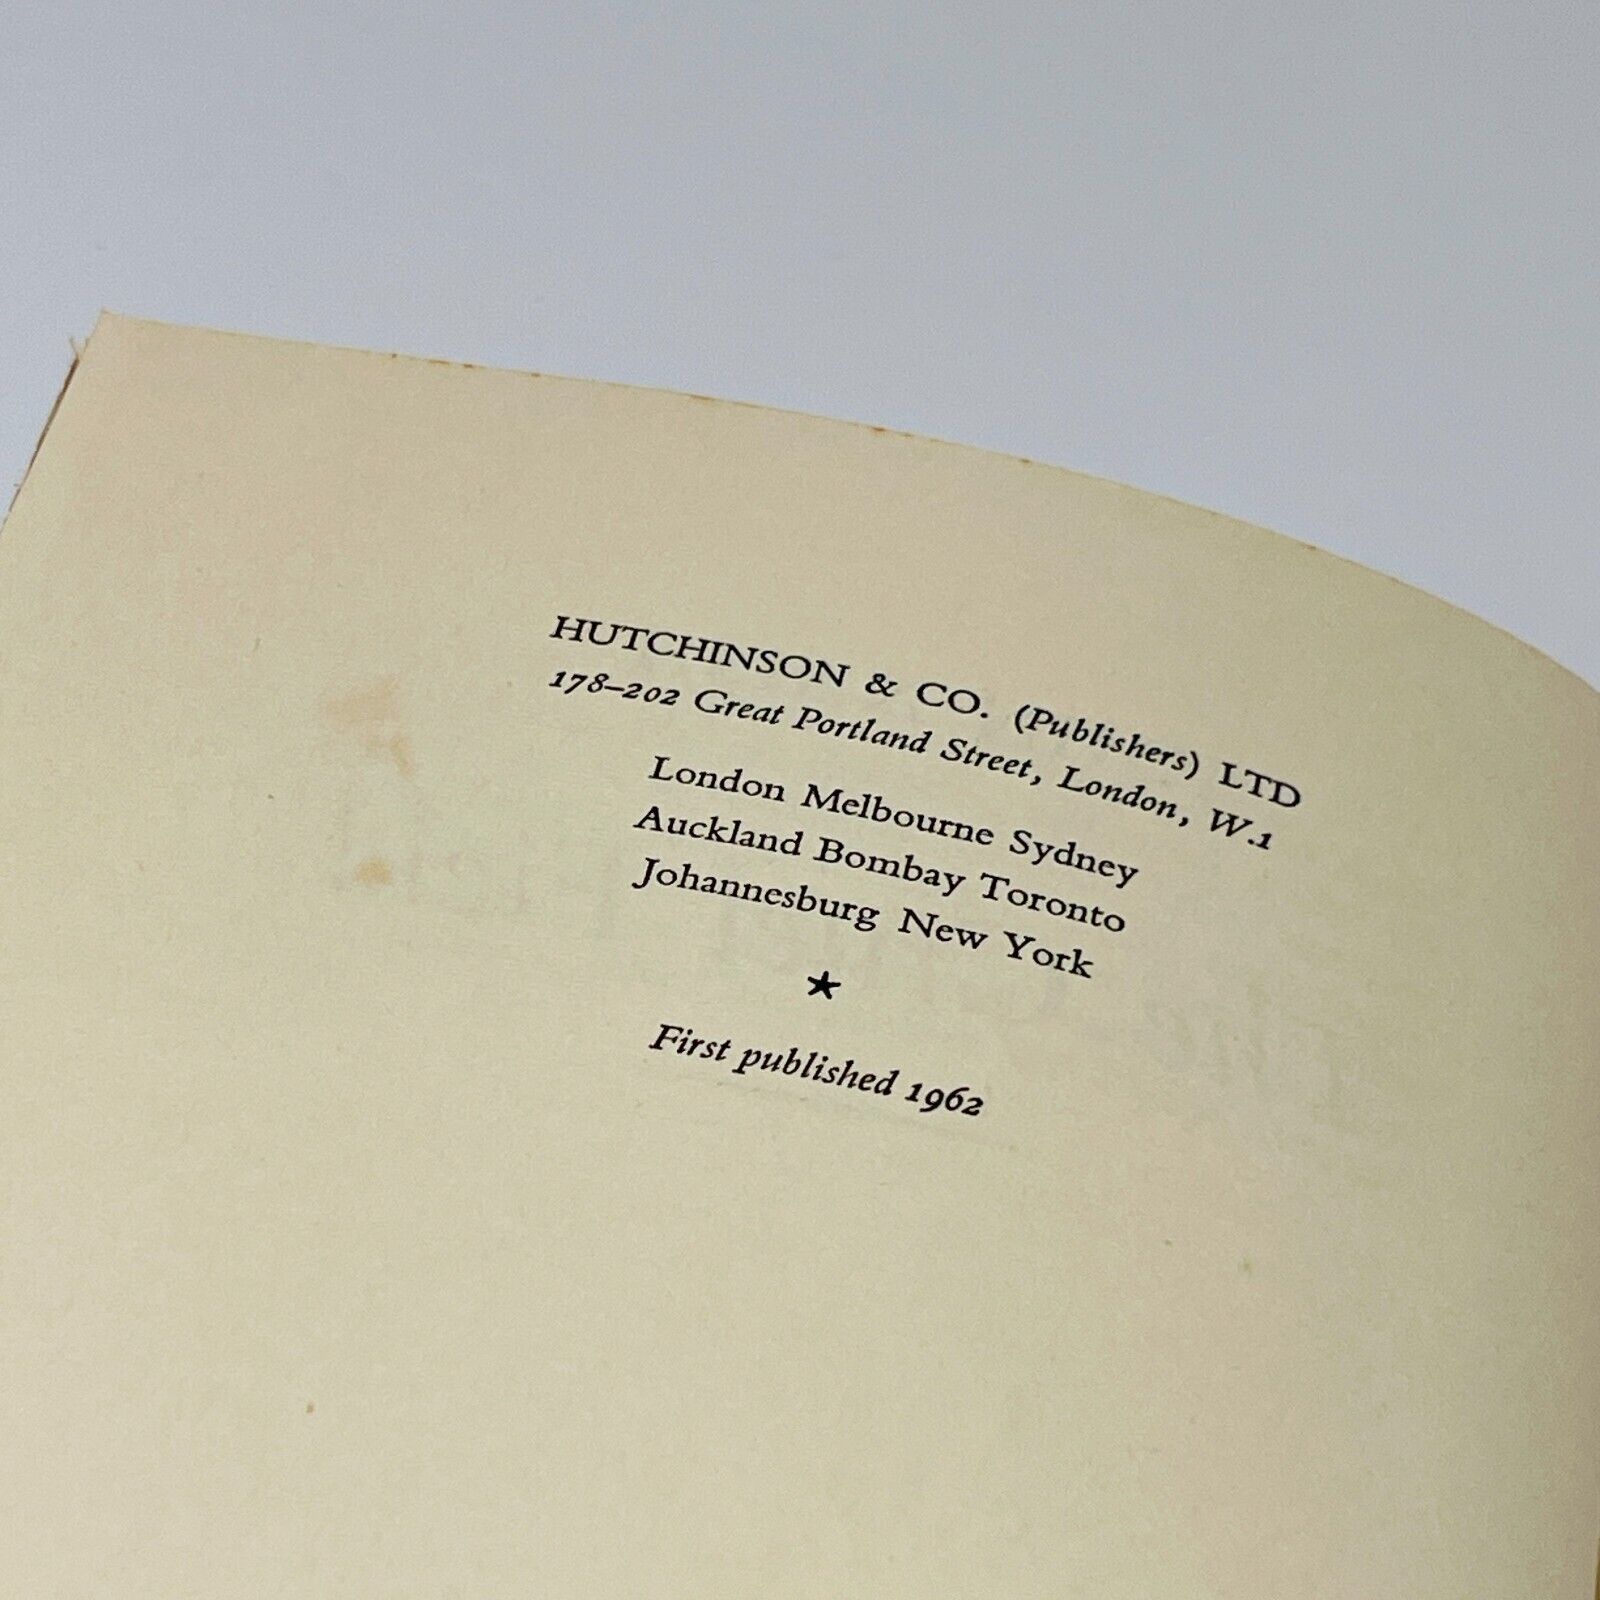 HUTCHINSON & CO. (Publishers) LTD
178–202 Great Portland Street, London, W.1
London Melbourne Sydney
Auckland Bombay Toronto
Johannesburg New York
★
First published 1962